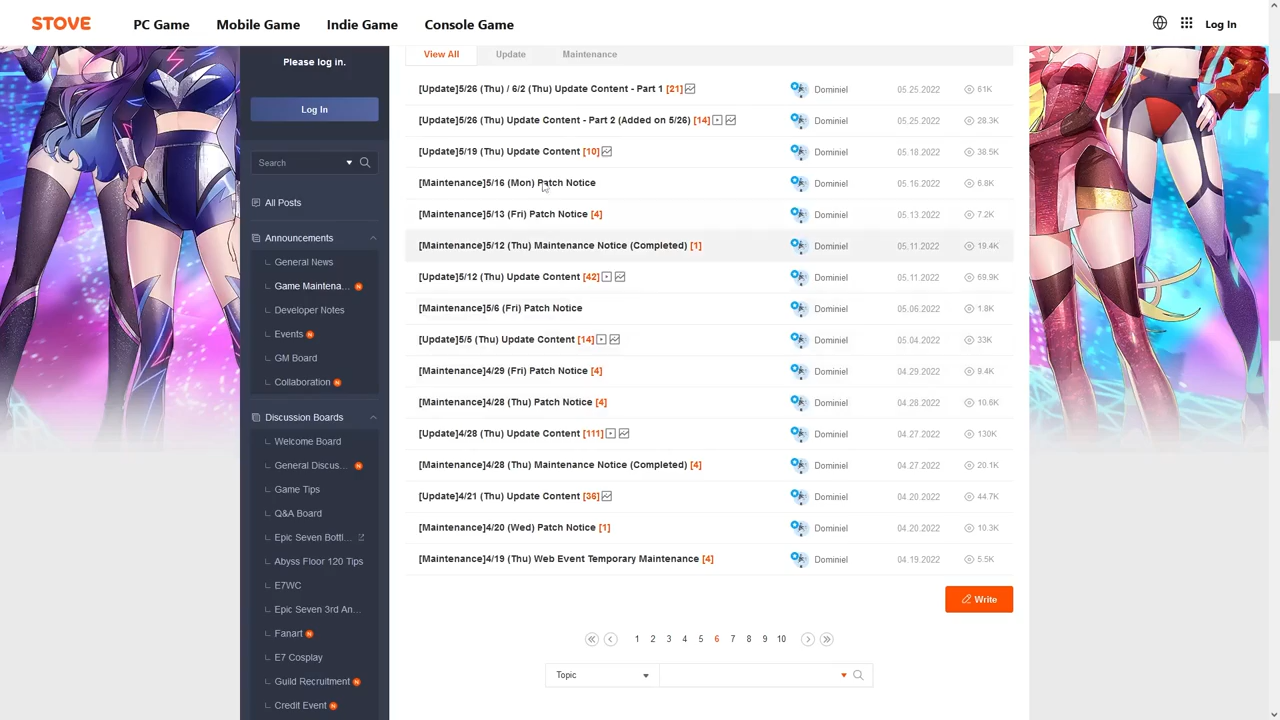 STOVE PC Game Mobile Game Indie Game Console Game Log In
Please log in.
Log In
Search
All Posts
Announcements
General News
Game Maintena... N
Developer Notes
Events N
GM Board
Collaboration N
Discussion Boards
Welcome Board
General Discus... N
Game Tips
Q&A Board
Epic Seven Bottl...
Abyss Floor 120 Tips
E7WC
Epic Seven 3rd An...
Fanart N
E7 Cosplay
Guild Recruitment N
Credit Event N
View All Update Maintenance
[Update]5/26 (Thu) / 6/2 (Thu) Update Content - Part 1 [21] Dominiel 05.25.2022 61K
[Update]5/26 (Thu) Update Content - Part 2 (Added on 5/26) [14] Dominiel 05.25.2022 28.3K
[Update]5/19 (Thu) Update Content [10] Dominiel 05.18.2022 38.5K
[Maintenance]5/16 (Mon) Patch Notice Dominiel 05.16.2022 6.8K
[Maintenance]5/13 (Fri) Patch Notice [4] Dominiel 05.13.2022 7.2K
[Maintenance]5/12 (Thu) Maintenance Notice (Completed) [1] Dominiel 05.11.2022 19.4K
[Update]5/12 (Thu) Update Content [42] Dominiel 05.11.2022 69.9K
[Maintenance]5/6 (Fri) Patch Notice Dominiel 05.06.2022 1.8K
[Update]5/5 (Thu) Update Content [14] Dominiel 05.04.2022 33K
[Maintenance]4/29 (Fri) Patch Notice [4] Dominiel 04.29.2022 9.4K
[Maintenance]4/28 (Thu) Patch Notice [4] Dominiel 04.28.2022 10.6K
[Update]4/28 (Thu) Update Content [111] Dominiel 04.27.2022 130K
[Maintenance]4/28 (Thu) Maintenance Notice (Completed) [4] Dominiel 04.27.2022 20.1K
[Update]4/21 (Thu) Update Content [36] Dominiel 04.20.2022 44.7K
[Maintenance]4/20 (Wed) Patch Notice [1] Dominiel 04.20.2022 10.3K
[Maintenance]4/19 (Thu) Web Event Temporary Maintenance [4] Dominiel 04.19.2022 5.5K
Write
1 2 3 4 5 6 7 8 9 10
Topic